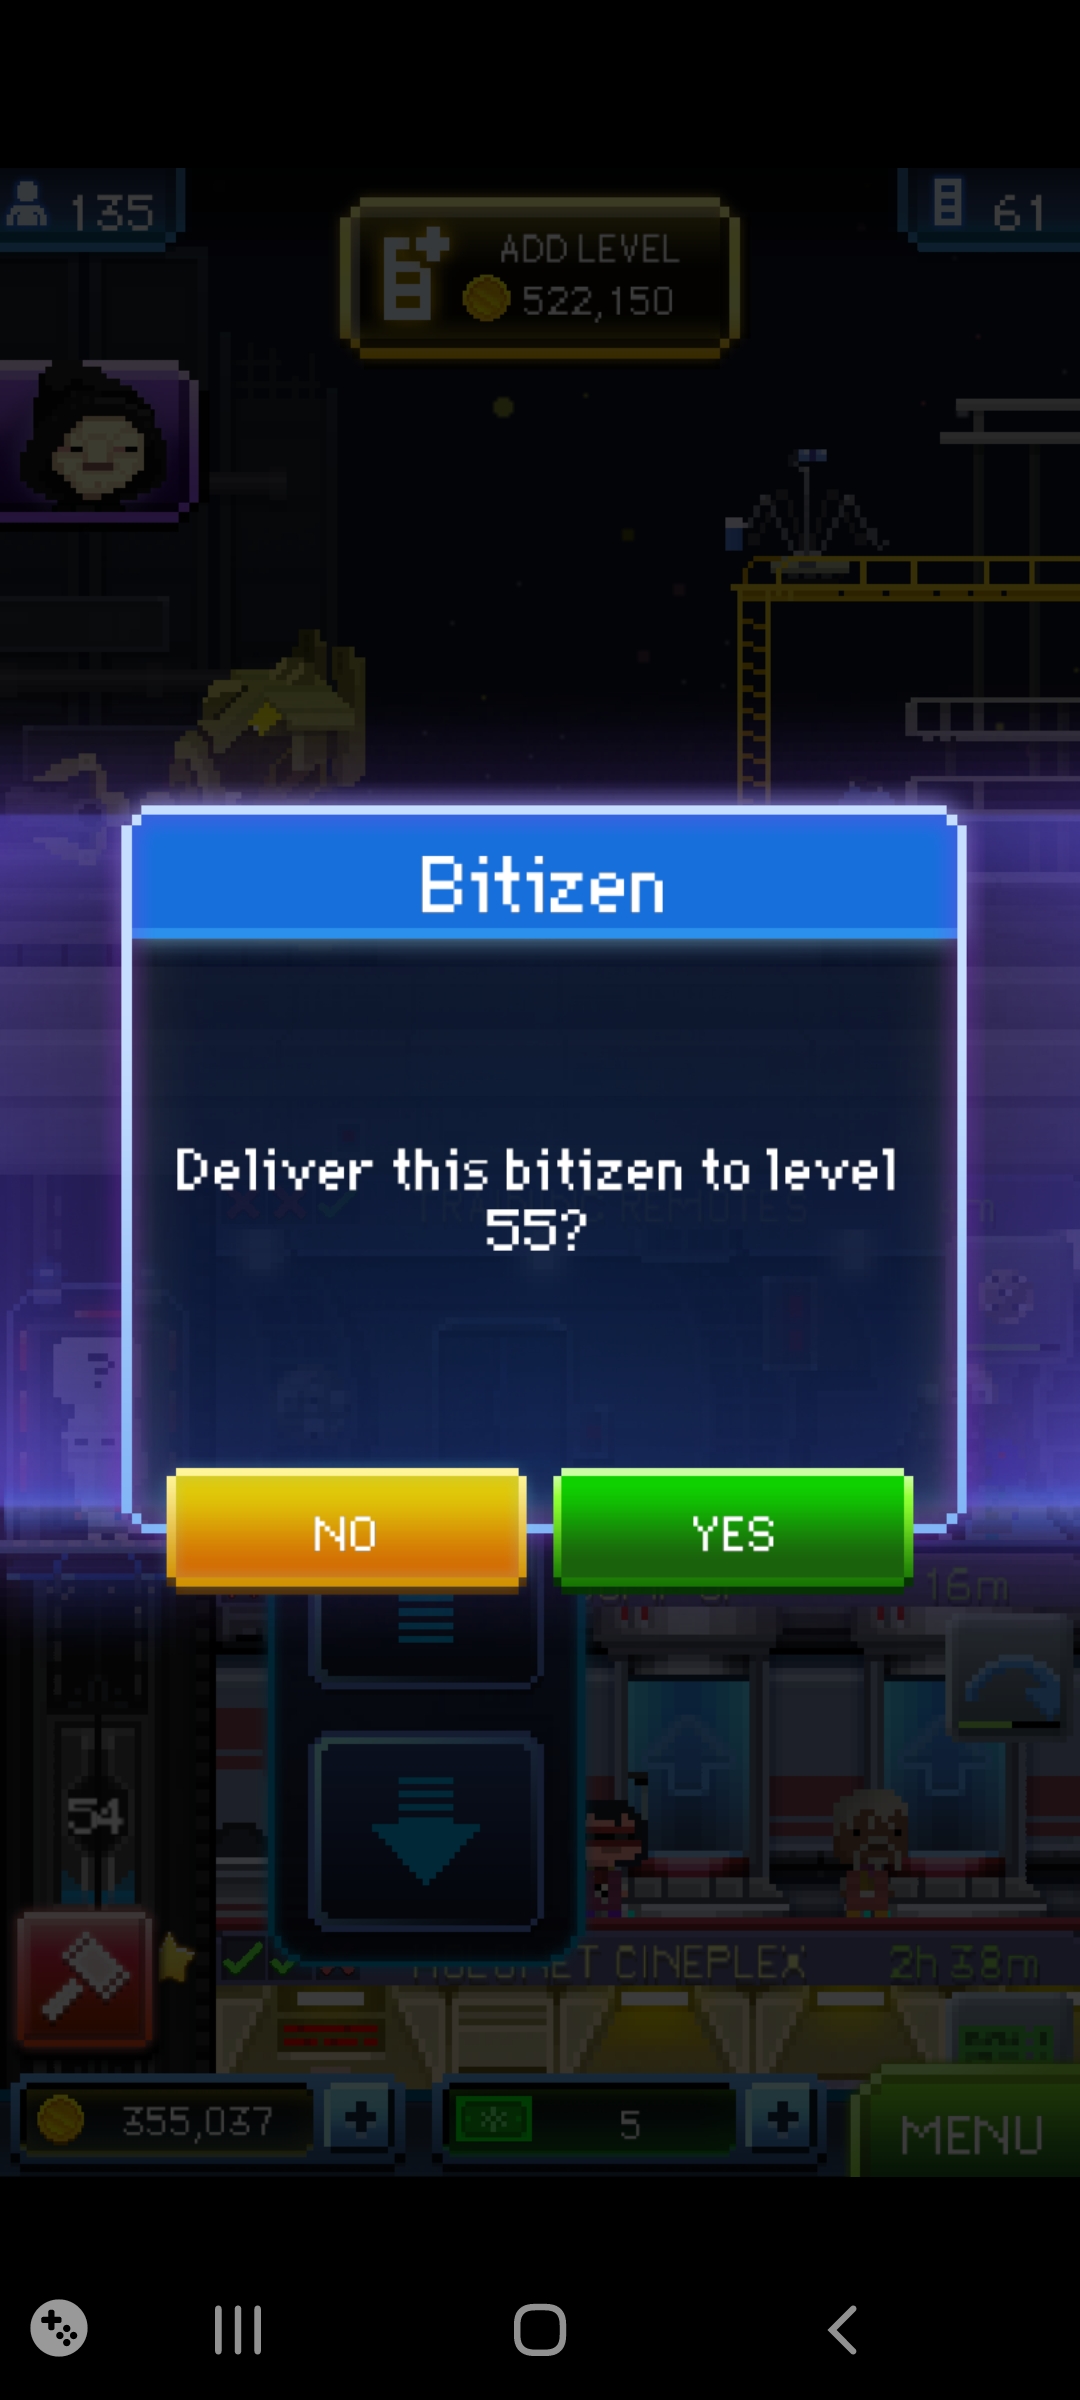 135
ADD LEVEL
522,150
61
Bitizen
Deliver this bitizen to level
55?
NO
YES
16m
54
CINEPLEX
2h 38m
355,037
5
MENU